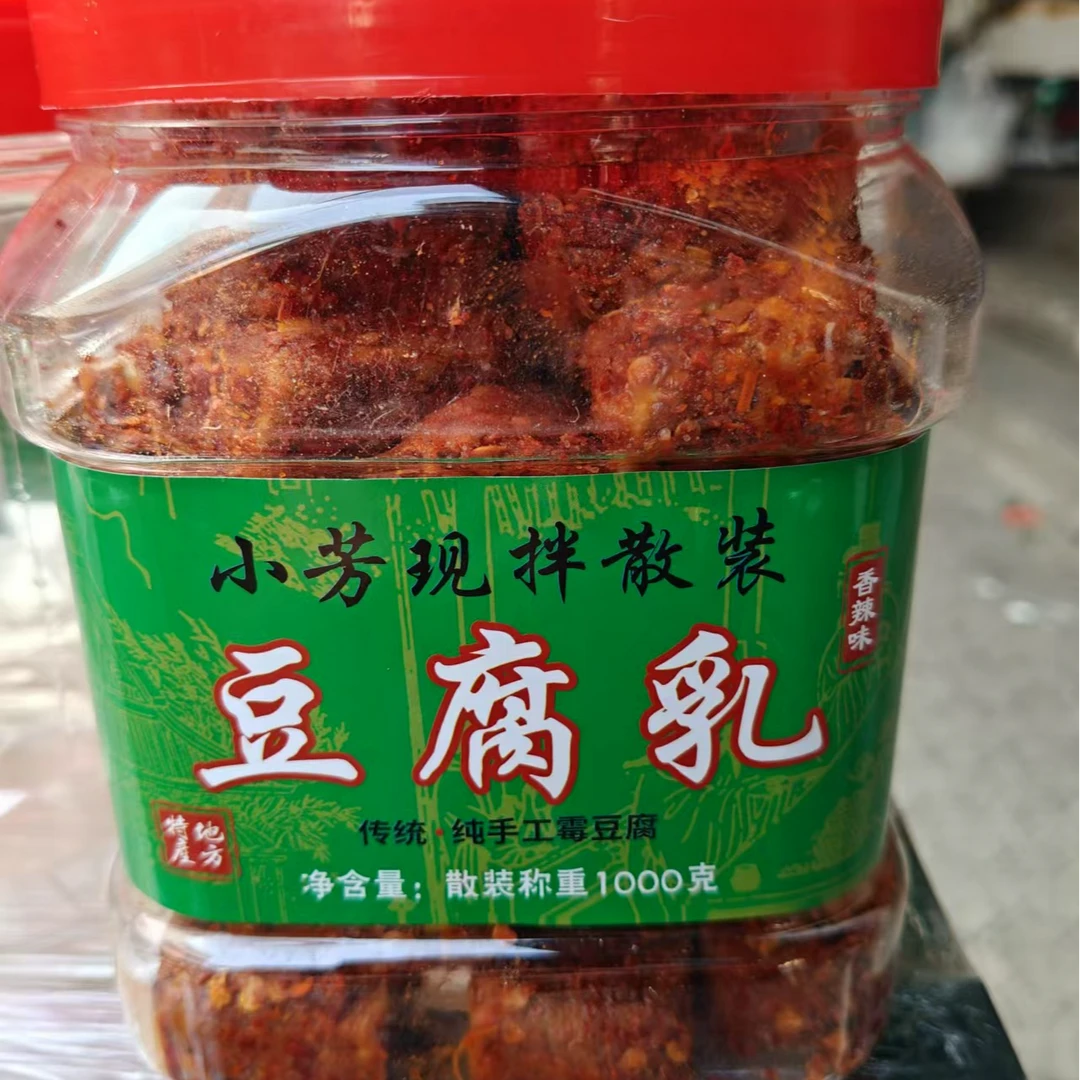 小芳现拌散装
香辣味
豆腐乳
地方
特产
传统·纯手工霉豆腐
净含量：散装称重1000克